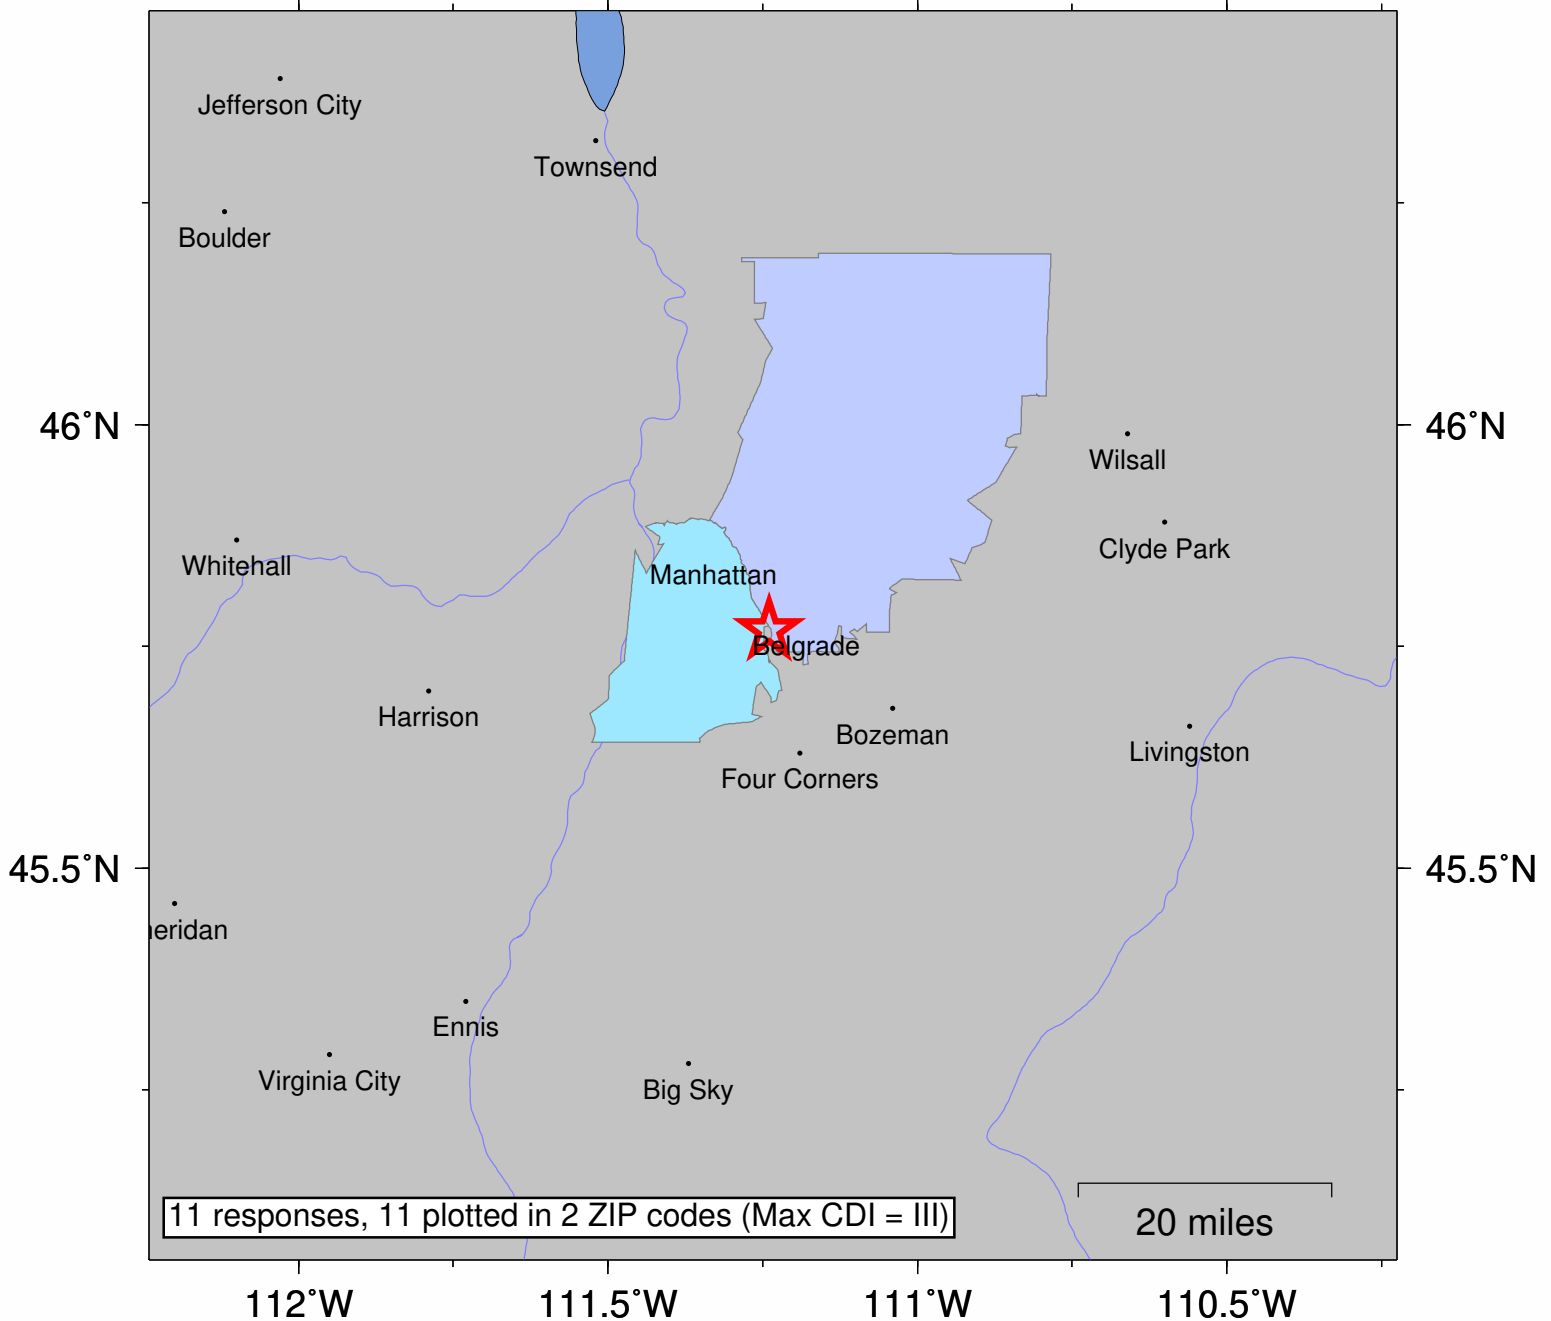 Jefferson City
Townsend
Boulder
46°N
46°N
Wilsall
Clyde Park
Whitehall
Manhattan
Belgrade
Harrison
Bozeman
Livingston
Four Corners
45.5°N
45.5°N
heridan
Ennis
Virginia City
Big Sky
11 responses, 11 plotted in 2 ZIP codes (Max CDI = III)
20 miles
112°W
111.5°W
111°W
110.5°W